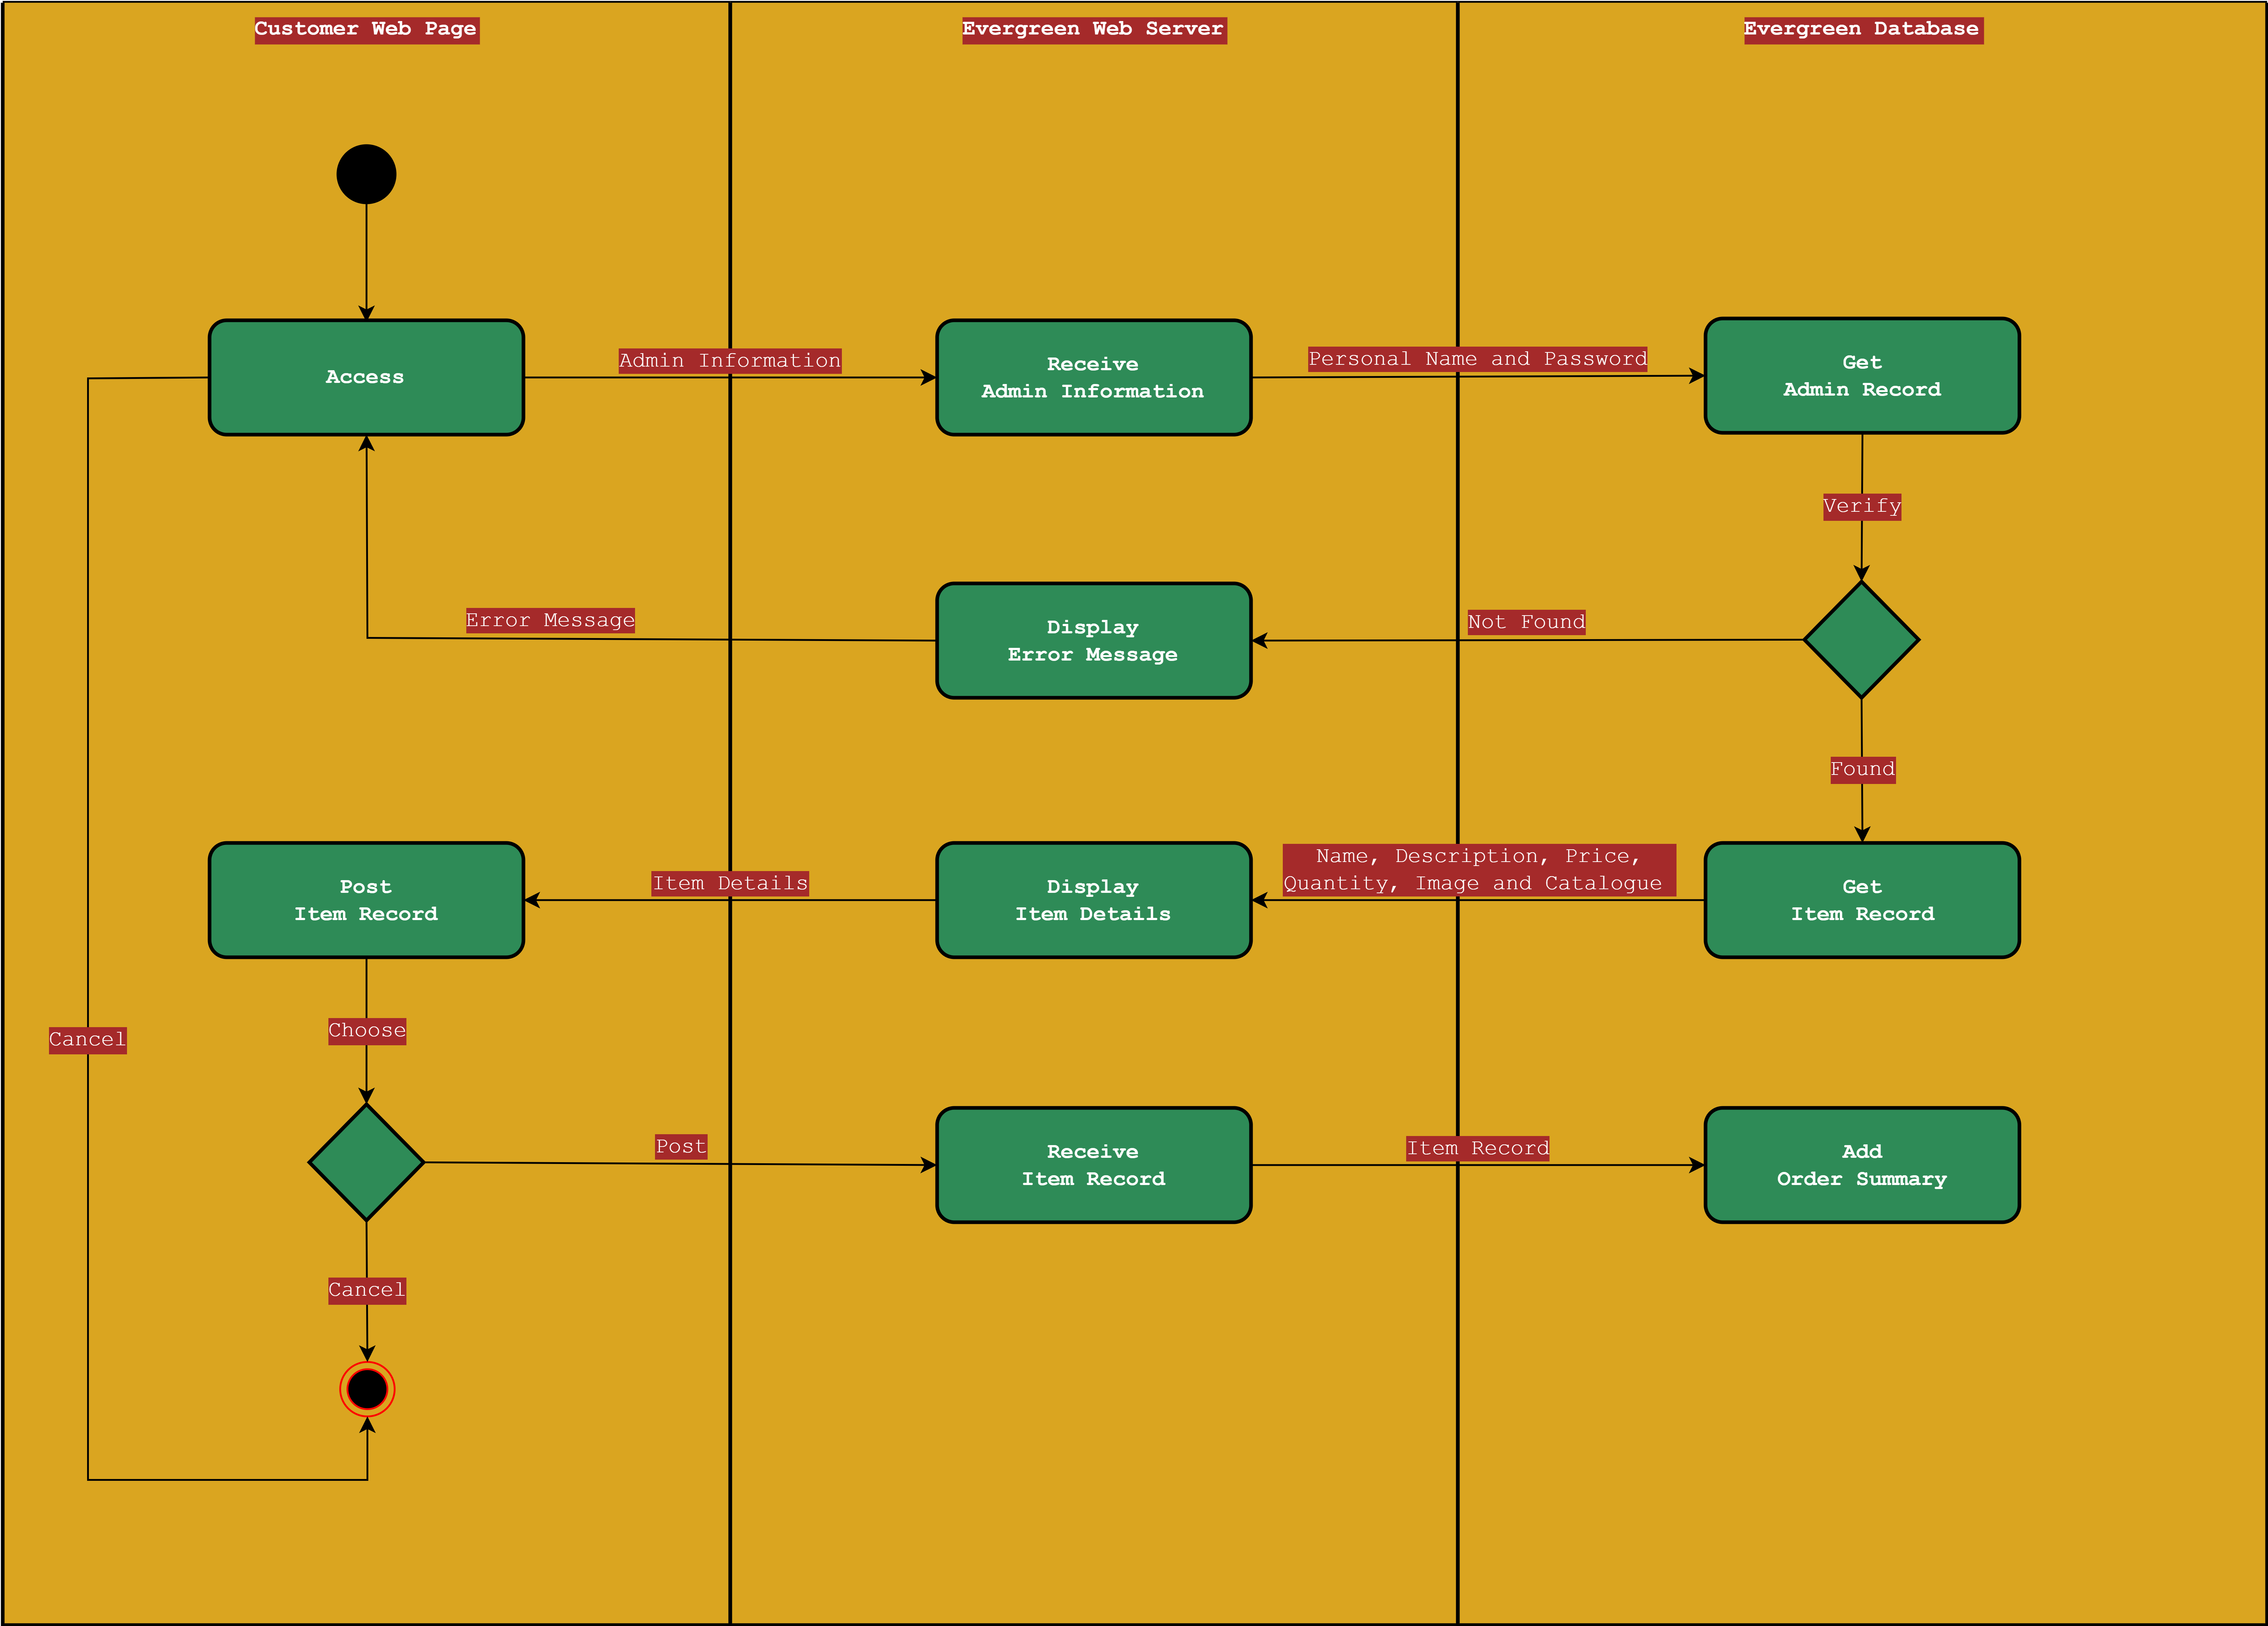 Customer Web Page
Evergreen Web Server
Evergreen Database
Access
Admin Information
Receive
Admin Information
Personal Name and Password
Get
Admin Record
Verify
Error Message
Display
Error Message
Not Found
Found
Post
Item Record
Item Details
Display
Item Details
Name, Description, Price,
Quantity, Image and Catalogue
Get
Item Record
Choose
Cancel
Post
Receive
Item Record
Item Record
Add
Order Summary
Cancel